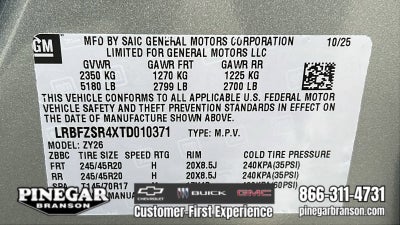 GM
MFD BY SAIC GENERAL MOTORS CORPORATION 10/25
LIMITED FOR GENERAL MOTORS LLC
GVWR GAWR FRT GAWR RR
2350 KG 1270 KG 1225 KG
5180 LB 2799 LB 2700 LB
THIS VEHICLE CONFORMS TO ALL APPLICABLE U.S. FEDERAL MOTOR
VEHICLE SAFETY AND THEFT PREVENTION STANDARDS IN EFFECT ON
THE DATE OF MANUFACTURE SHOWN ABOVE.
LRBFZSR4XTD010371 TYPE: M.P.V.
MODEL: ZY26
ZBBC TIRE SIZE SPEED RTG RIM COLD TIRE PRESSURE
FRT 245/45R20 H 20X8.5J 240KPA(35PSI)
RR 245/45R20 H 20X8.5J 240KPA(35PSI)
PINEGAR
BRANSON
CHEVROLET BUICK GMC
Customer-First Experience
866-311-4731
pinegarbranson.com